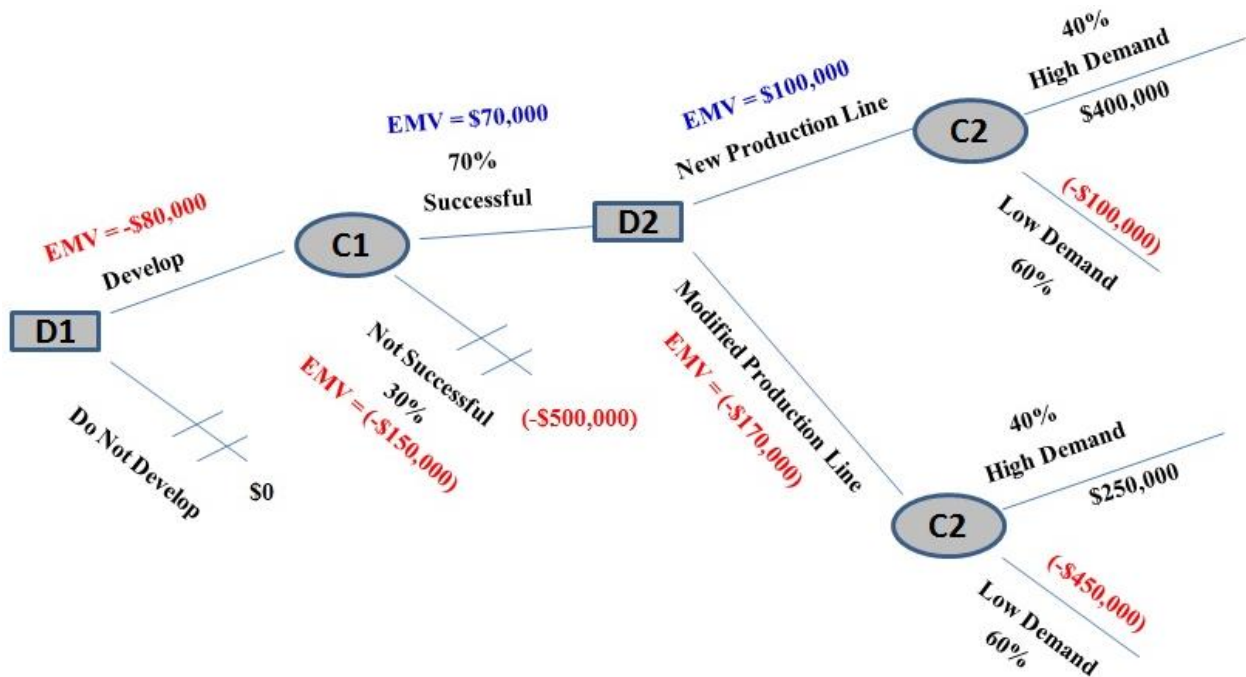 40%
High Demand
$400,000
EMV = $100,000
New Production Line
C2
EMV = $70,000
70%
Successful
(-$100,000)
Low Demand
60%
D2
EMV = -$80,000
Develop
C1
D1
Not Successful
30%
EMV = (-$150,000)
(-$500,000)
Modified Production Line
EMV = (-$170,000)
Do Not Develop
$0
40%
High Demand
$250,000
C2
(-$450,000)
Low Demand
60%